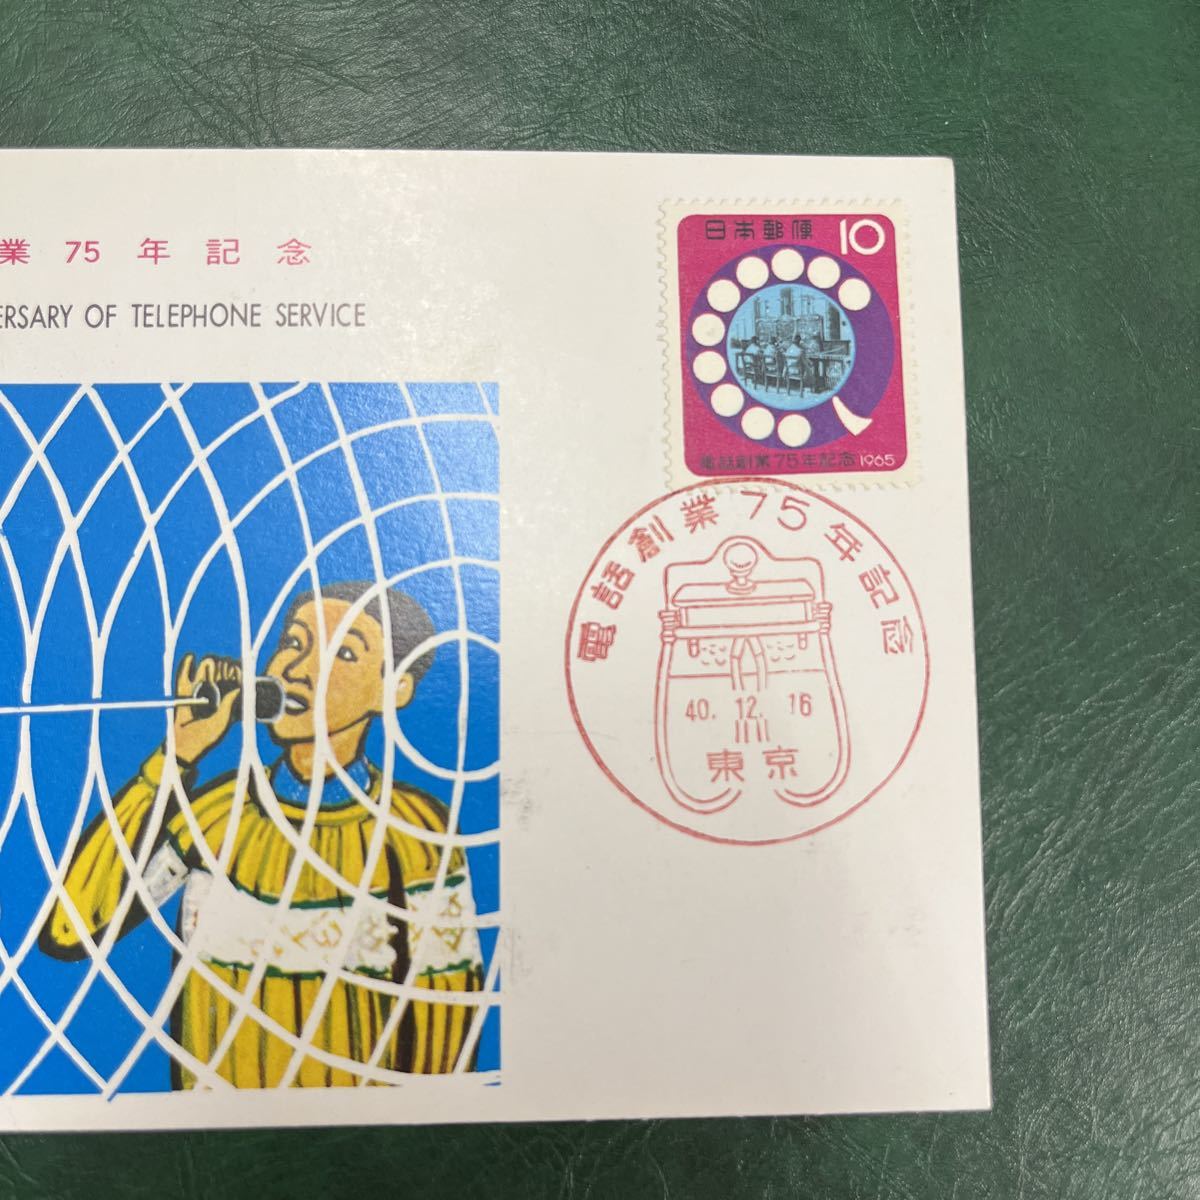 業 75 年 記 念
ERSARY OF TELEPHONE SERVICE
日本郵便 10
電話創業75年記念 1965
電話創業75年記念
40. 12. 16
東京